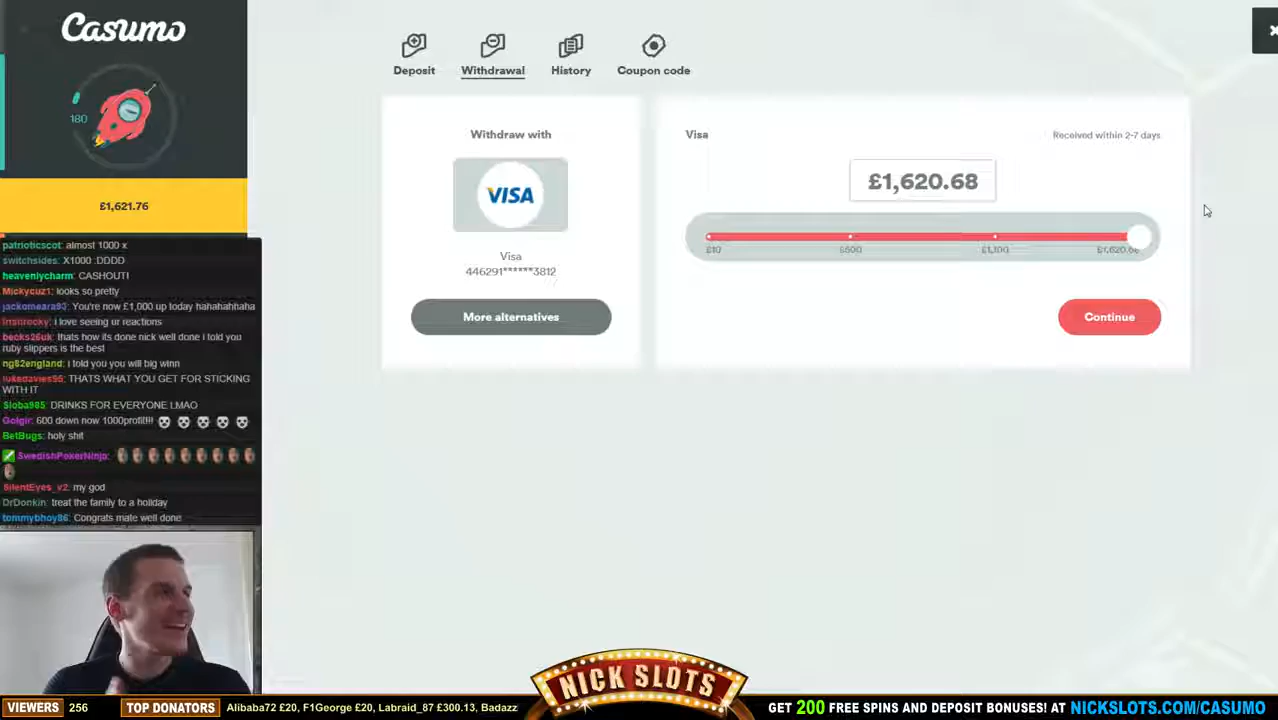 Casumo
180
£1,621.76
Deposit
Withdrawal
History
Coupon code
Withdraw with
VISA
Visa
446291******3812
More alternatives
Visa
Received within 2-7 days
£1,620.68
£10
£600
£1,100
£1,620.68
Continue
patrioticscot: almost 1000 x
switchsides: X1000 :DDDD
heavenlycharm: CASHOUT!
Mickycuz1: looks so pretty
jackomeara93: You're now £1,000 up today hahahahhaha
irishrocky: i love seeing ur reactions
becks26uk: thats how its done nick well done i told you
ruby slippers is the best
ng82england: i told you you will big winn
lukedavies95: THATS WHAT YOU GET FOR STICKING
WITH IT
Sloba985: DRINKS FOR EVERYONE LMAO
Golgir: 600 down now 1000profit!!!
BetBugs: holy shit
SwedishPokerNinja:
SilentEyes_v2: my god
DrDonkin: treat the family to a holiday
tommybhoy86: Congrats mate well done
NICK SLOTS
VIEWERS 256
TOP DONATORS Alibaba72 £20, F1George £20, Labraid_87 £300.13, Badazz
GET 200 FREE SPINS AND DEPOSIT BONUSES! AT NICKSLOTS.COM/CASUMO